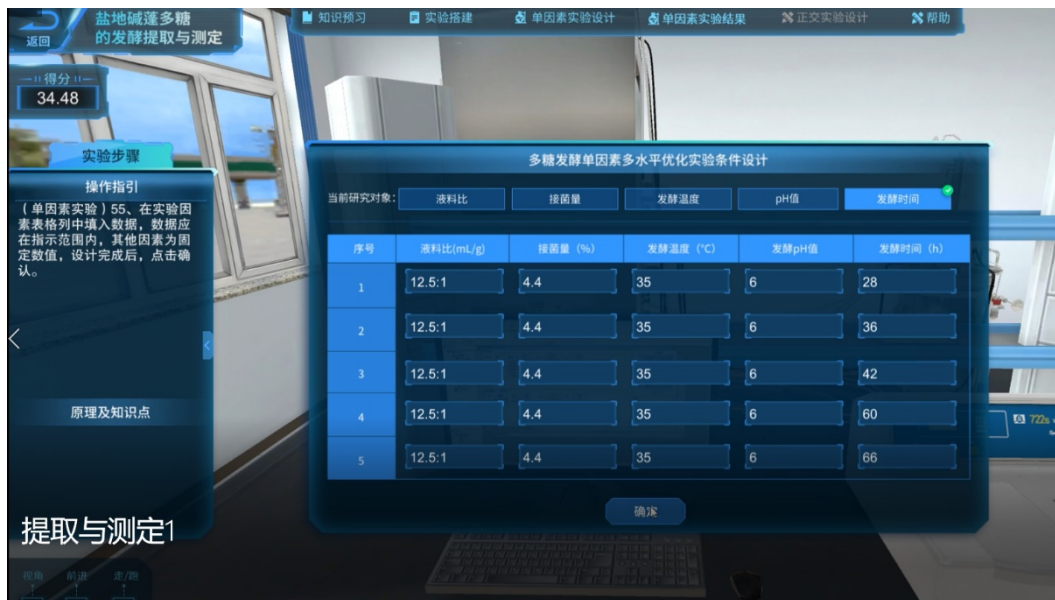 返回
盐地碱蓬多糖
的发酵提取与测定
知识预习
实验搭建
单因素实验设计
单因素实验结果
正交实验设计
帮助
得分
34.48
实验步骤
操作指引
（单因素实验）55、在实验因
素表格列中填入数据，数据应
在指示范围内，其他因素为固
定数值，设计完成后，点击确
认。
原理及知识点
提取与测定1
视角 前进 走/跑
多糖发酵单因素多水平优化实验条件设计
当前研究对象： 液料比 接菌量 发酵温度 pH值 发酵时间
序号 液料比(mL/g) 接菌量（%） 发酵温度（°C） 发酵pH值 发酵时间（h）
1 12.5:1 4.4 35 6 28
2 12.5:1 4.4 35 6 36
3 12.5:1 4.4 35 6 42
4 12.5:1 4.4 35 6 60
5 12.5:1 4.4 35 6 66
确定
722s